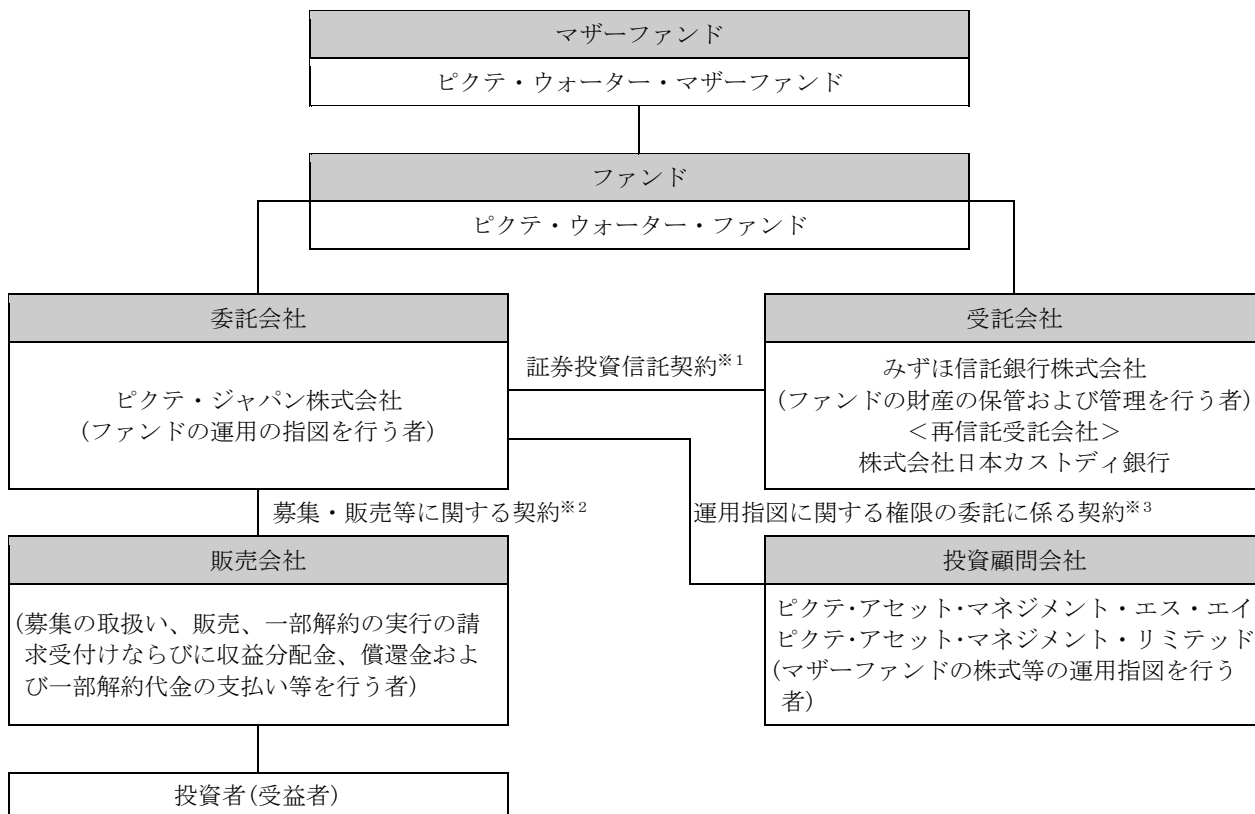 マザーファンド
ピクテ・ウォーター・マザーファンド
ファンド
ピクテ・ウォーター・ファンド
委託会社
ピクテ・ジャパン株式会社
(ファンドの運用の指図を行う者)
証券投資信託契約※1
受託会社
みずほ信託銀行株式会社
(ファンドの財産の保管および管理を行う者)
＜再信託受託会社＞
株式会社日本カストディ銀行
募集・販売等に関する契約※2
運用指図に関する権限の委託に係る契約※3
販売会社
(募集の取扱い、販売、一部解約の実行の請
求受付けならびに収益分配金、償還金およ
び一部解約代金の支払い等を行う者)
投資顧問会社
ピクテ・アセット・マネジメント・エス・エイ
ピクテ・アセット・マネジメント・リミテッド
(マザーファンドの株式等の運用指図を行う
者)
投資者(受益者)